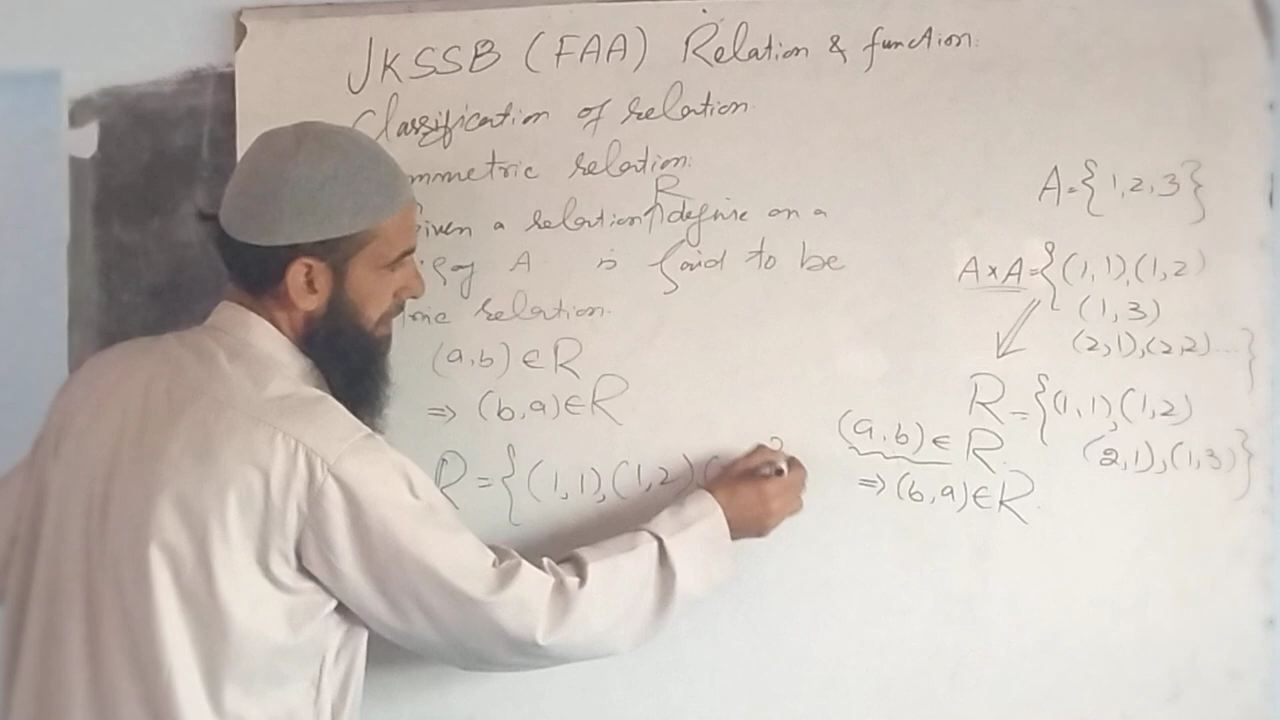 JKSSB (FAA) Relation & function.
Classification of relation.
mmetric relation.
R
iven a relation define on a
A is said to be
ric relation.
(a,b) ∈ R
⇒ (b,a) ∈ R
R = { (1,1), (1,2)
A = {1,2,3}
A×A = { (1,1), (1,2)
(1,3)
(2,1), (2,2) ... }
R = { (1,1), (1,2)
(2,1), (1,3) }
(a,b) ∈ R.
⇒ (b,a) ∈ R.